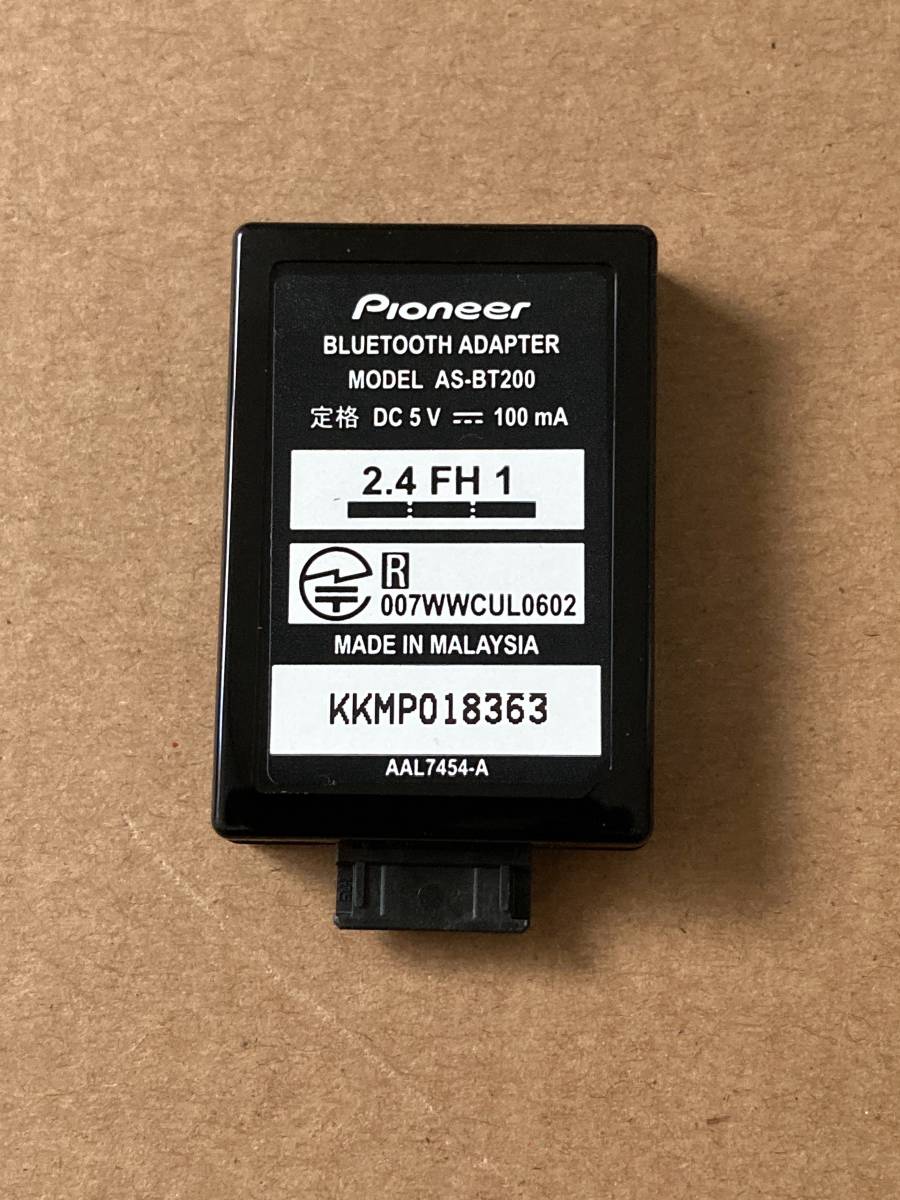 Pioneer
BLUETOOTH ADAPTER
MODEL AS-BT200
定格 DC 5 V ⎓ 100 mA
2.4 FH 1
R
007WWCUL0602
MADE IN MALAYSIA
KKMP018363
AAL7454-A